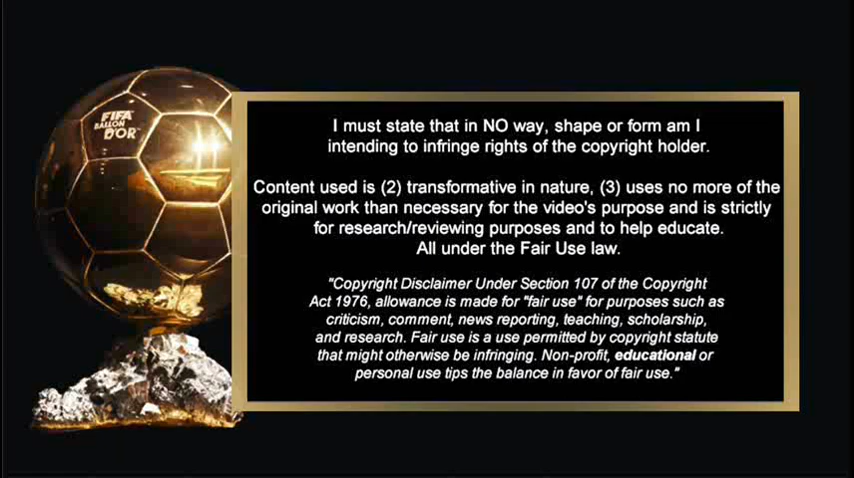 FIFA
BALLON
D'OR
I must state that in NO way, shape or form am I
intending to infringe rights of the copyright holder.
Content used is (2) transformative in nature, (3) uses no more of the
original work than necessary for the video's purpose and is strictly
for research/reviewing purposes and to help educate.
All under the Fair Use law.
"Copyright Disclaimer Under Section 107 of the Copyright
Act 1976, allowance is made for "fair use" for purposes such as
criticism, comment, news reporting, teaching, scholarship,
and research. Fair use is a use permitted by copyright statute
that might otherwise be infringing. Non-profit, educational or
personal use tips the balance in favor of fair use."